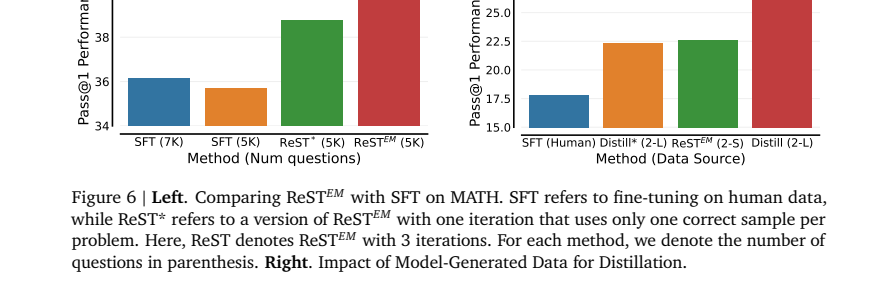 Pass@1 Performan
38
36
34
SFT (7K) SFT (5K) ReST* (5K) ReST^EM (5K)
Method (Num questions)
Pass@1 Performan
25.0
22.5
20.0
17.5
15.0
SFT (Human) Distill* (2-L) ReST^EM (2-S) Distill (2-L)
Method (Data Source)
Figure 6 | Left. Comparing ReST^EM with SFT on MATH. SFT refers to fine-tuning on human data,
while ReST* refers to a version of ReST^EM with one iteration that uses only one correct sample per
problem. Here, ReST denotes ReST^EM with 3 iterations. For each method, we denote the number of
questions in parenthesis. Right. Impact of Model-Generated Data for Distillation.